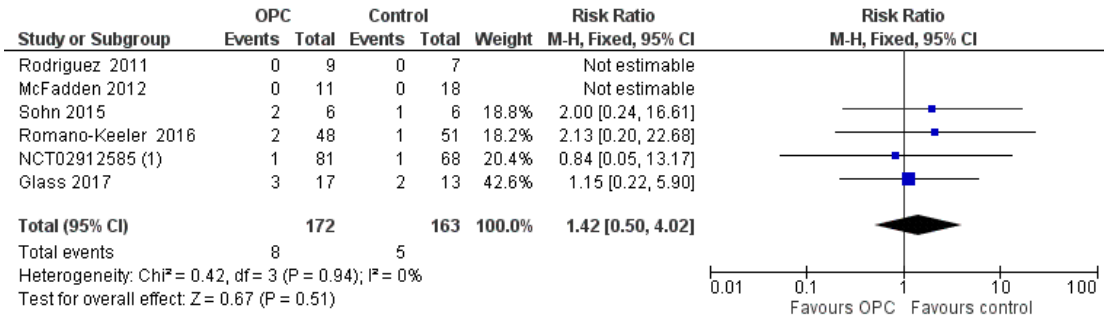 OPC Control Risk Ratio Risk Ratio
Study or Subgroup Events Total Events Total Weight M-H, Fixed, 95% CI M-H, Fixed, 95% CI
Rodriguez 2011 0 9 0 7 Not estimable
McFadden 2012 0 11 0 18 Not estimable
Sohn 2015 2 6 1 6 18.8% 2.00 [0.24, 16.61]
Romano-Keeler 2016 2 48 1 51 18.2% 2.13 [0.20, 22.68]
NCT02912585 (1) 1 81 1 68 20.4% 0.84 [0.05, 13.17]
Glass 2017 3 17 2 13 42.6% 1.15 [0.22, 5.90]
Total (95% CI) 172 163 100.0% 1.42 [0.50, 4.02]
Total events 8 5
Heterogeneity: Chi² = 0.42, df = 3 (P = 0.94); I² = 0%
Test for overall effect: Z = 0.67 (P = 0.51)
0.01 0.1 1 10 100
Favours OPC Favours control